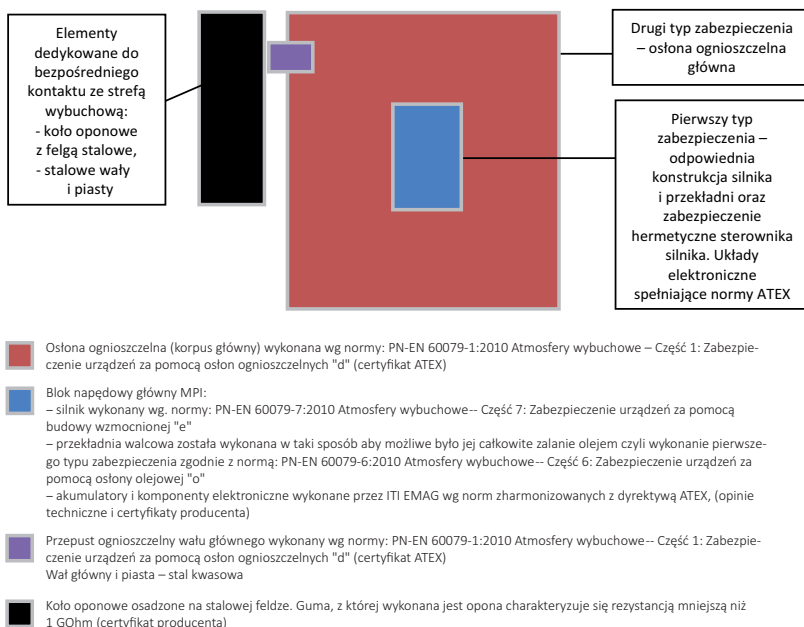 Elementy
dedykowane do
bezpośredniego
kontaktu ze strefą
wybuchową:
- koło oponowe
z felgą stalowe,
- stalowe wały
i piasty
Drugi typ zabezpieczenia
– osłona ognioszczelna
główna
Pierwszy typ
zabezpieczenia –
odpowiednia
konstrukcja silnika
i przekładni oraz
zabezpieczenie
hermetyczne sterownika
silnika. Układy
elektroniczne
spełniające normy ATEX
Osłona ognioszczelna (korpus główny) wykonana wg normy: PN-EN 60079-1:2010 Atmosfery wybuchowe – Część 1: Zabezpie-
czenie urządzeń za pomocą osłon ognioszczelnych "d" (certyfikat ATEX)
Blok napędowy główny MPI:
– silnik wykonany wg. normy: PN-EN 60079-7:2010 Atmosfery wybuchowe-- Część 7: Zabezpieczenie urządzeń za pomocą
budowy wzmocnionej "e"
– przekładnia walcowa została wykonana w taki sposób aby możliwe było jej całkowite zalanie olejem czyli wykonanie pierwsze-
go typu zabezpieczenia zgodnie z normą: PN-EN 60079-6:2010 Atmosfery wybuchowe-- Część 6: Zabezpieczenie urządzeń za
pomocą osłony olejowej "o"
– akumulatory i komponenty elektroniczne wykonane przez ITI EMAG wg norm zharmonizowanych z dyrektywą ATEX, (opinie
techniczne i certyfikaty producenta)
Przepust ognioszczelny wału głównego wykonany wg normy: PN-EN 60079-1:2010 Atmosfery wybuchowe-- Część 1: Zabezpie-
czenie urządzeń za pomocą osłon ognioszczelnych "d" (certyfikat ATEX)
Wał główny i piasta – stal kwasowa
Koło oponowe osadzone na stalowej feldze. Guma, z której wykonana jest opona charakteryzuje się rezystancją mniejszą niż
1 GOhm (certyfikat producenta)